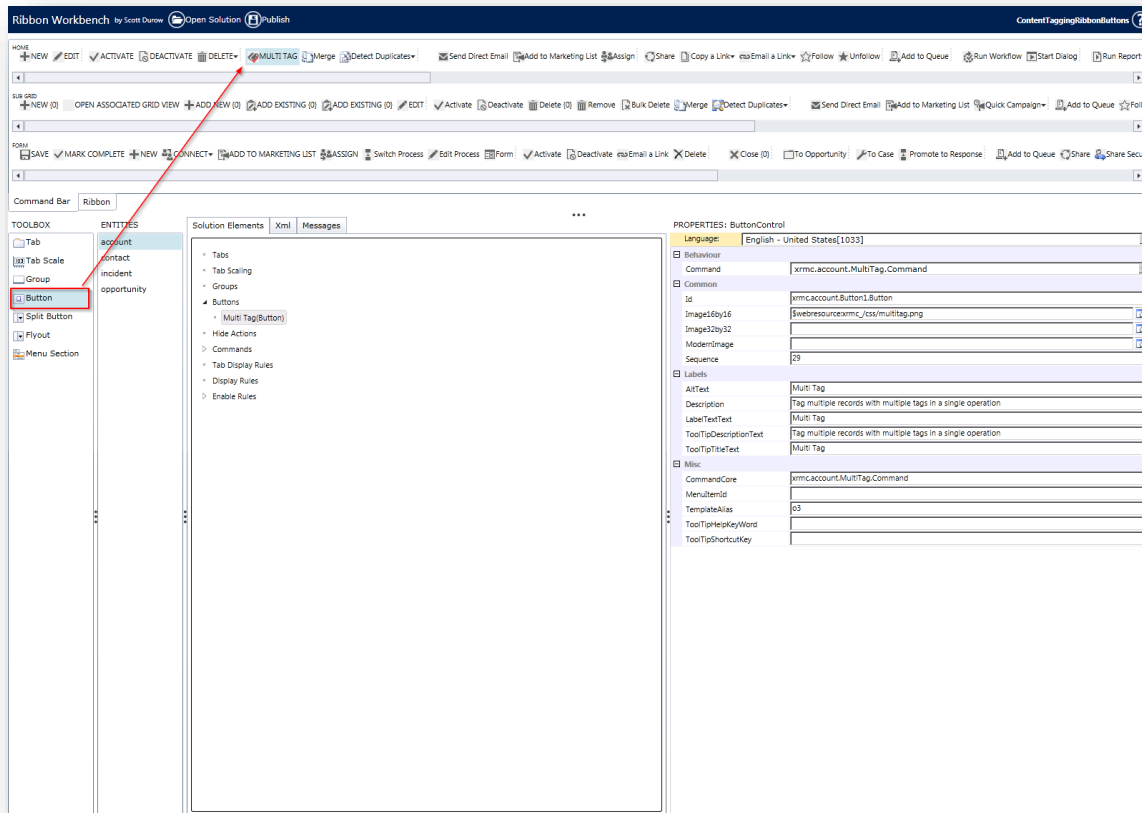 Ribbon Workbench by Scott Durow Open Solution Publish ContentTaggingRibbonButtons ?
HOME
NEW EDIT ACTIVATE DEACTIVATE DELETE MULTI TAG Merge Detect Duplicates Send Direct Email Add to Marketing List Assign Share Copy a Link Email a Link Follow Unfollow Add to Queue Run Workflow Start Dialog Run Report
SUB GRID
NEW (0) OPEN ASSOCIATED GRID VIEW ADD NEW (0) ADD EXISTING (0) ADD EXISTING (0) EDIT Activate Deactivate Delete (0) Remove Bulk Delete Merge Detect Duplicates Send Direct Email Add to Marketing List Quick Campaign Add to Queue Foll
FORM
SAVE MARK COMPLETE NEW CONNECT ADD TO MARKETING LIST ASSIGN Switch Process Edit Process Form Activate Deactivate Email a Link Delete Close (0) To Opportunity To Case Promote to Response Add to Queue Share Share Secu
Command Bar Ribbon
TOOLBOX
Tab
Tab Scale
Group
Button
Split Button
Flyout
Menu Section
ENTITIES
account
contact
incident
opportunity
Solution Elements Xml Messages
Tabs
Tab Scaling
Groups
Buttons
Multi Tag(Button)
Hide Actions
Commands
Tab Display Rules
Display Rules
Enable Rules
PROPERTIES: ButtonControl
Language: English - United States[1033]
Behaviour
Command xrmc.account.MultiTag.Command
Common
Id xrmc.account.Button1.Button
Image16by16 $webresource:xrmc_/css/multitag.png
Image32by32
ModernImage
Sequence 29
Labels
AltText Multi Tag
Description Tag multiple records with multiple tags in a single operation
LabelTextText Multi Tag
ToolTipDescriptionText Tag multiple records with multiple tags in a single operation
ToolTipTitleText Multi Tag
Misc
CommandCore xrmc.account.MultiTag.Command
MenuItemId
TemplateAlias o3
ToolTipHelpKeyWord
ToolTipShortcutKey